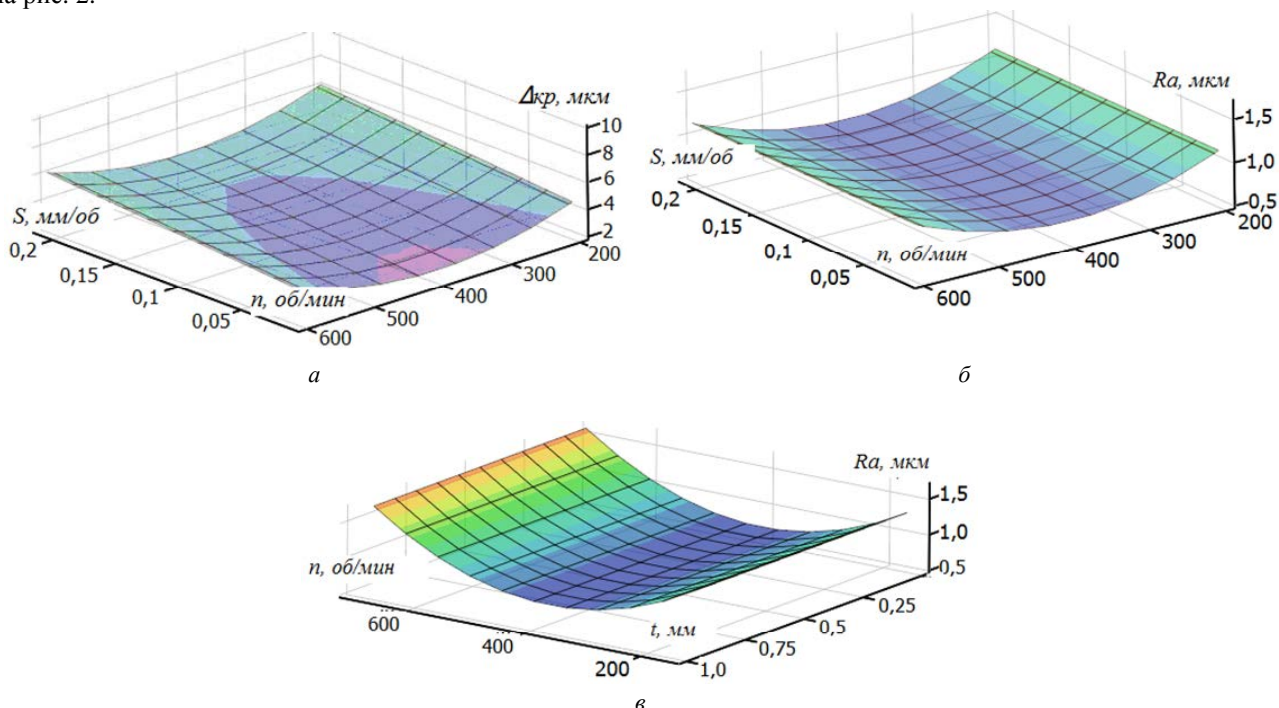 на рис. 2.
Δкр, мкм
10
8
6
4
2
S, мм/об
0,2
0,15
0,1
0,05
n, об/мин
600
500
400
300
200
а
Ra, мкм
1,5
1,0
0,5
S, мм/об
0,2
0,15
0,1
0,05
n, об/мин
600
500
400
300
200
б
Ra, мкм
1,5
1,0
0,5
n, об/мин
600
400
200
t, мм
1,0
0,75
0,5
0,25
в